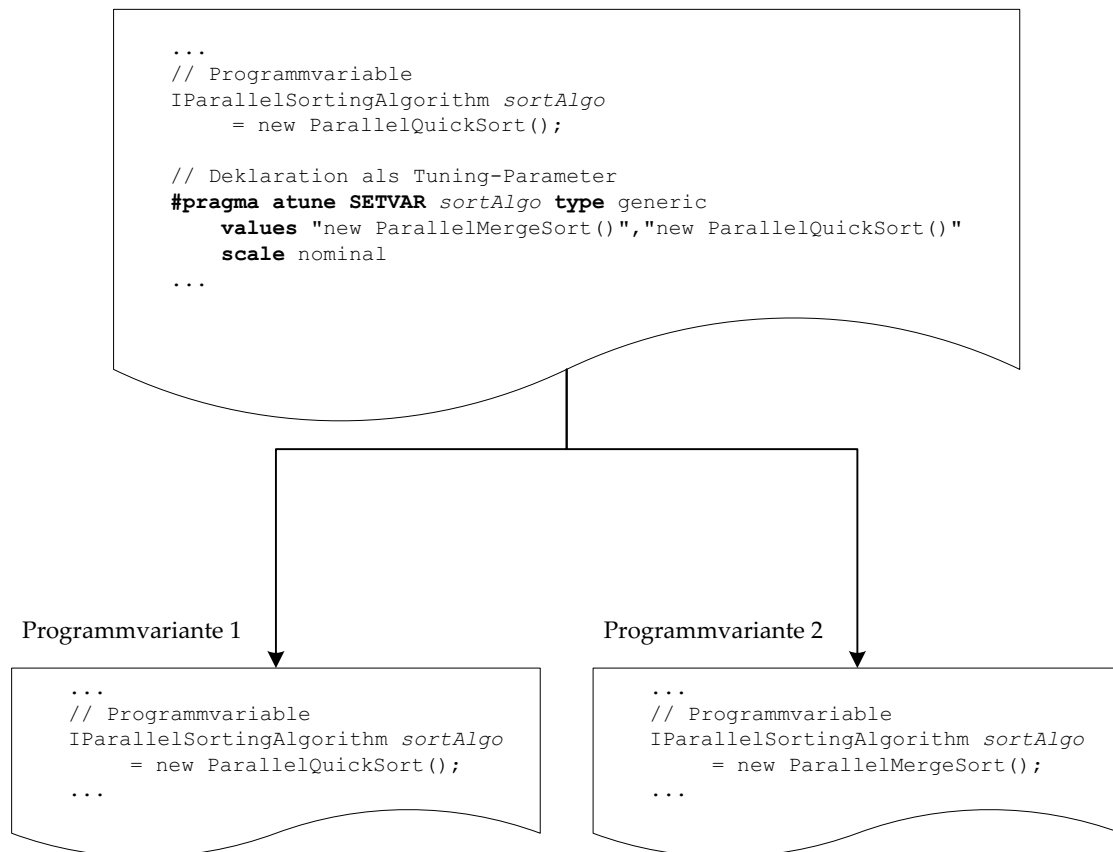 ...
// Programmvariable
IParallelSortingAlgorithm sortAlgo
= new ParallelQuickSort();
// Deklaration als Tuning-Parameter
#pragma atune SETVAR sortAlgo type generic
values "new ParallelMergeSort()","new ParallelQuickSort()"
scale nominal
...
Programmvariante 1
...
// Programmvariable
IParallelSortingAlgorithm sortAlgo
= new ParallelQuickSort();
...
Programmvariante 2
...
// Programmvariable
IParallelSortingAlgorithm sortAlgo
= new ParallelMergeSort();
...